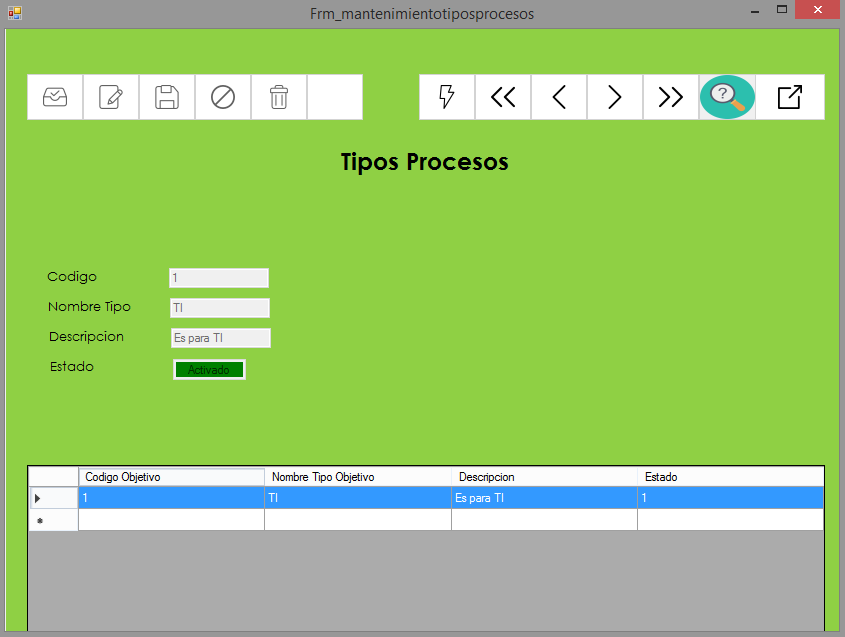 Frm_mantenimientotiposprocesos
?
Tipos Procesos
Codigo 1
Nombre Tipo TI
Descripcion Es para TI
Estado Activado
Codigo Objetivo Nombre Tipo Objetivo Descripcion Estado
1 TI Es para TI 1